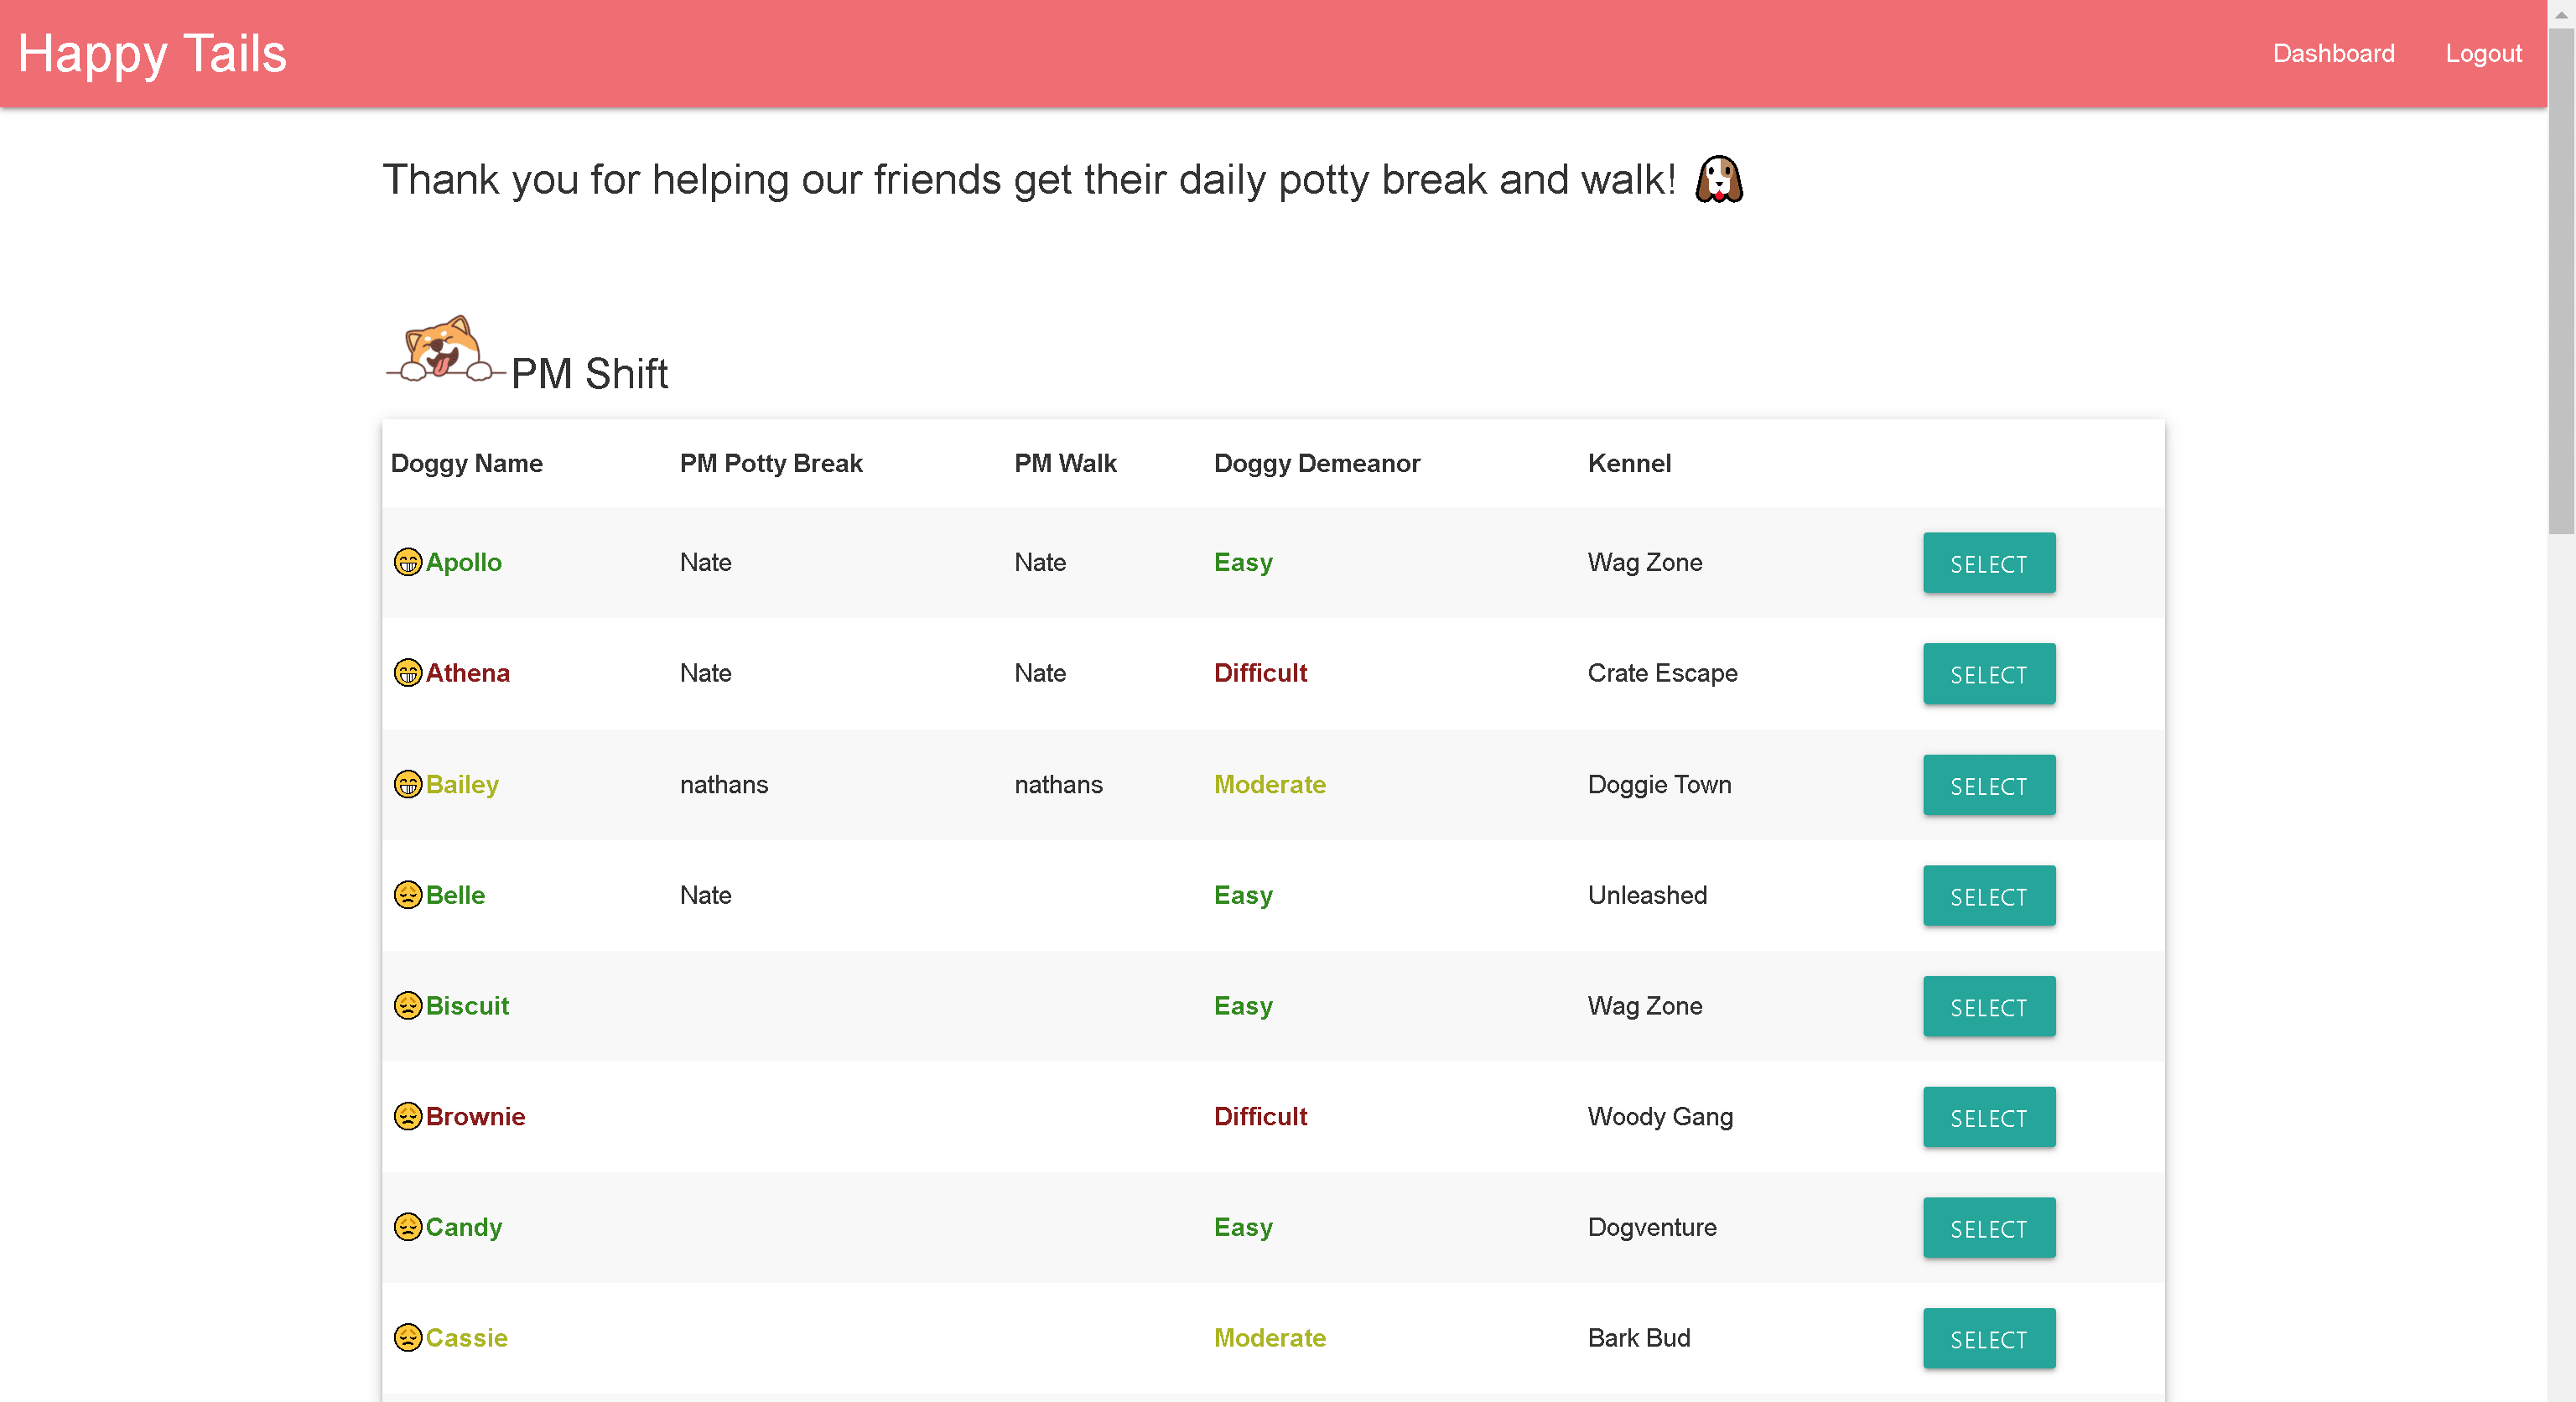 Happy Tails Dashboard Logout
Thank you for helping our friends get their daily potty break and walk!
PM Shift
Doggy Name PM Potty Break PM Walk Doggy Demeanor Kennel
Apollo Nate Nate Easy Wag Zone SELECT
Athena Nate Nate Difficult Crate Escape SELECT
Bailey nathans nathans Moderate Doggie Town SELECT
Belle Nate Easy Unleashed SELECT
Biscuit Easy Wag Zone SELECT
Brownie Difficult Woody Gang SELECT
Candy Easy Dogventure SELECT
Cassie Moderate Bark Bud SELECT